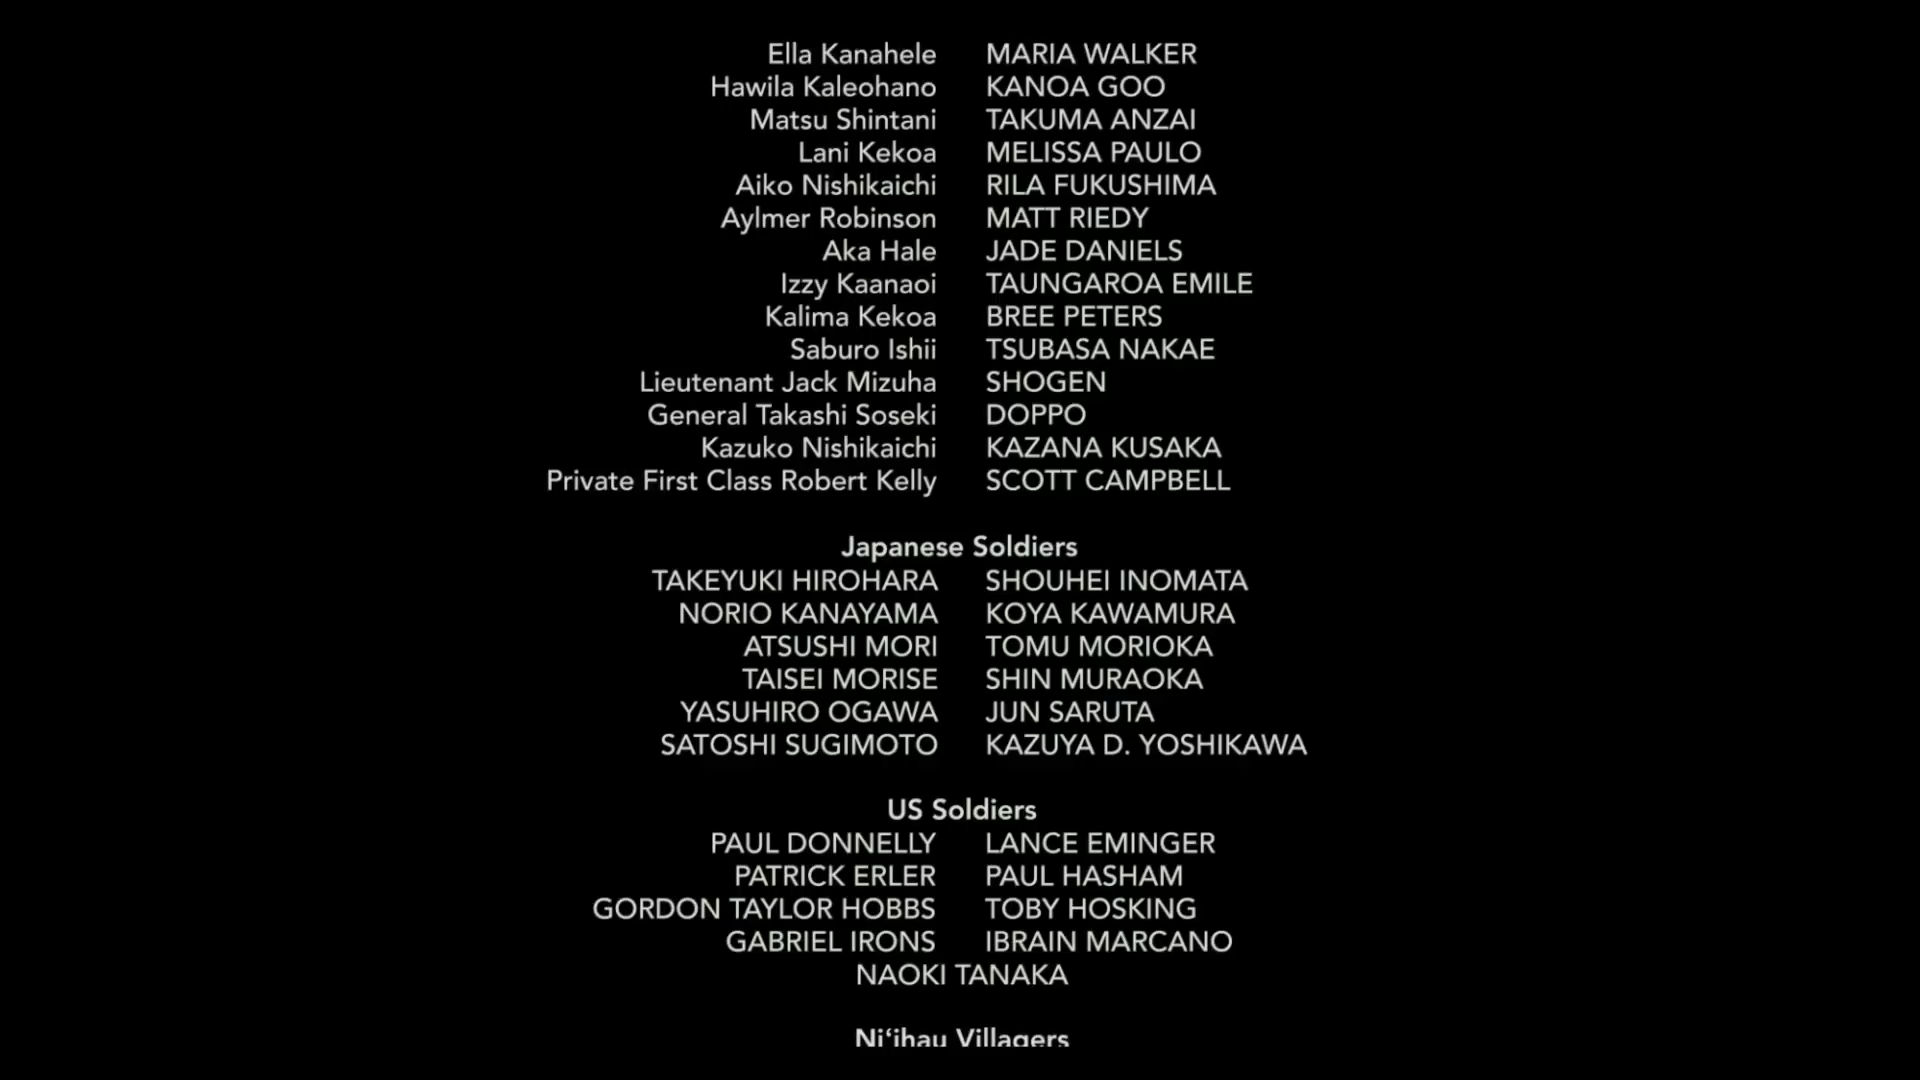 Ella Kanahele MARIA WALKER
Hawila Kaleohano KANOA GOO
Matsu Shintani TAKUMA ANZAI
Lani Kekoa MELISSA PAULO
Aiko Nishikaichi RILA FUKUSHIMA
Aylmer Robinson MATT RIEDY
Aka Hale JADE DANIELS
Izzy Kaanaoi TAUNGAROA EMILE
Kalima Kekoa BREE PETERS
Saburo Ishii TSUBASA NAKAE
Lieutenant Jack Mizuha SHOGEN
General Takashi Soseki DOPPO
Kazuko Nishikaichi KAZANA KUSAKA
Private First Class Robert Kelly SCOTT CAMPBELL
Japanese Soldiers
TAKEYUKI HIROHARA SHOUHEI INOMATA
NORIO KANAYAMA KOYA KAWAMURA
ATSUSHI MORI TOMU MORIOKA
TAISEI MORISE SHIN MURAOKA
YASUHIRO OGAWA JUN SARUTA
SATOSHI SUGIMOTO KAZUYA D. YOSHIKAWA
US Soldiers
PAUL DONNELLY LANCE EMINGER
PATRICK ERLER PAUL HASHAM
GORDON TAYLOR HOBBS TOBY HOSKING
GABRIEL IRONS IBRAIN MARCANO
NAOKI TANAKA
Ni‘ihau Villagers